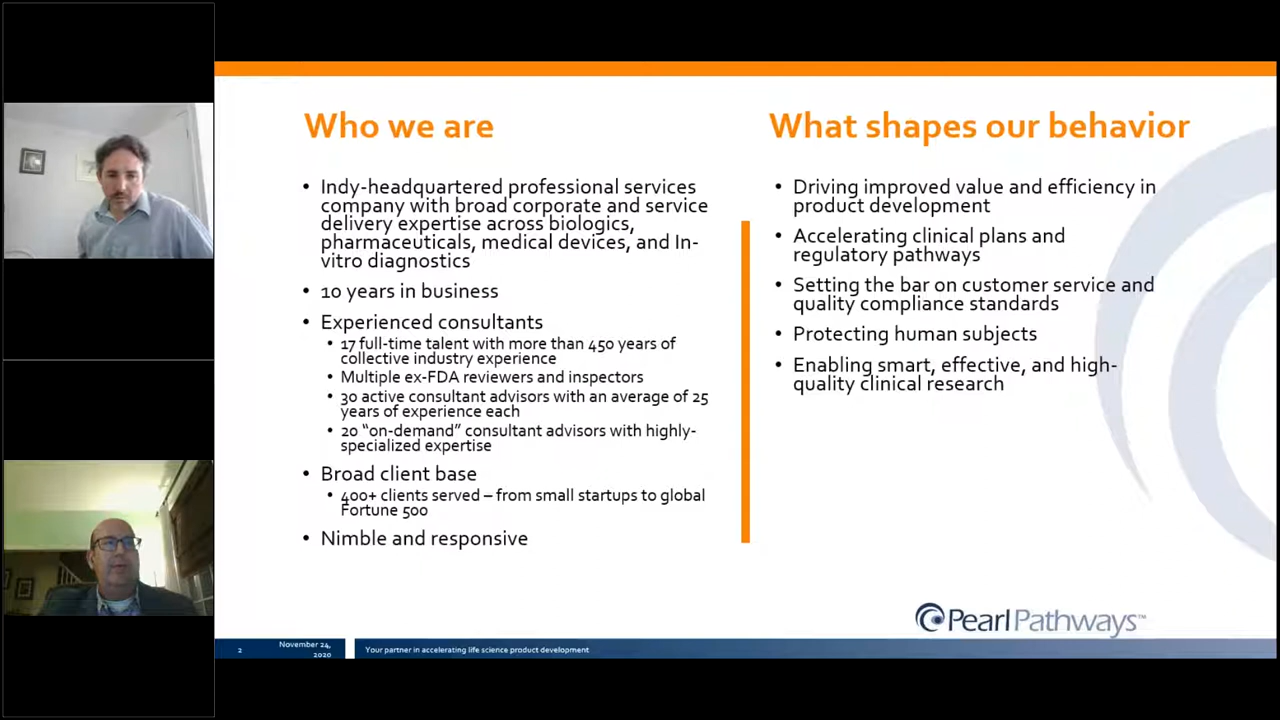 Who we are
• Indy-headquartered professional services
company with broad corporate and service
delivery expertise across biologics,
pharmaceuticals, medical devices, and In-
vitro diagnostics
• 10 years in business
• Experienced consultants
• 17 full-time talent with more than 450 years of
collective industry experience
• Multiple ex-FDA reviewers and inspectors
• 30 active consultant advisors with an average of 25
years of experience each
• 20 “on-demand” consultant advisors with highly-
specialized expertise
• Broad client base
• 400+ clients served – from small startups to global
Fortune 500
• Nimble and responsive
What shapes our behavior
• Driving improved value and efficiency in
product development
• Accelerating clinical plans and
regulatory pathways
• Setting the bar on customer service and
quality compliance standards
• Protecting human subjects
• Enabling smart, effective, and high-
quality clinical research
PearlPathways™
2
November 24,
2020
Your partner in accelerating life science product development